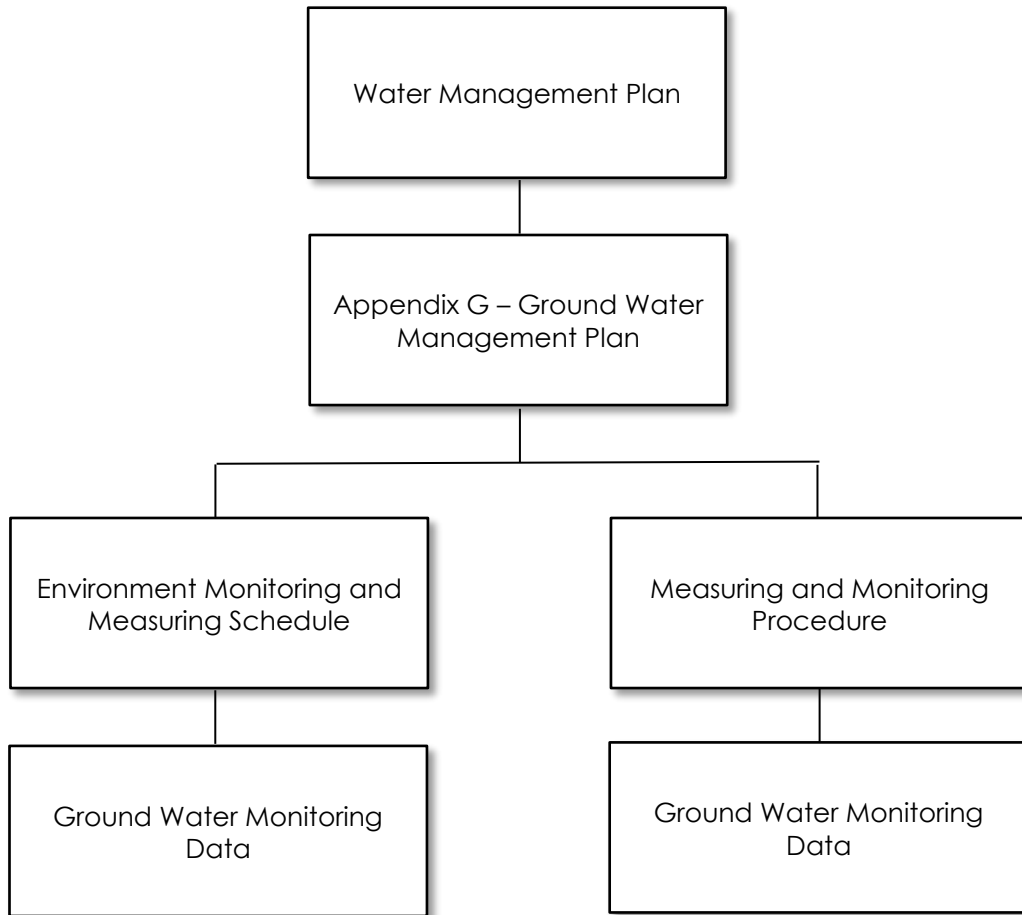 Water Management Plan
Appendix G – Ground Water
Management Plan
Environment Monitoring and
Measuring Schedule
Measuring and Monitoring
Procedure
Ground Water Monitoring
Data
Ground Water Monitoring
Data